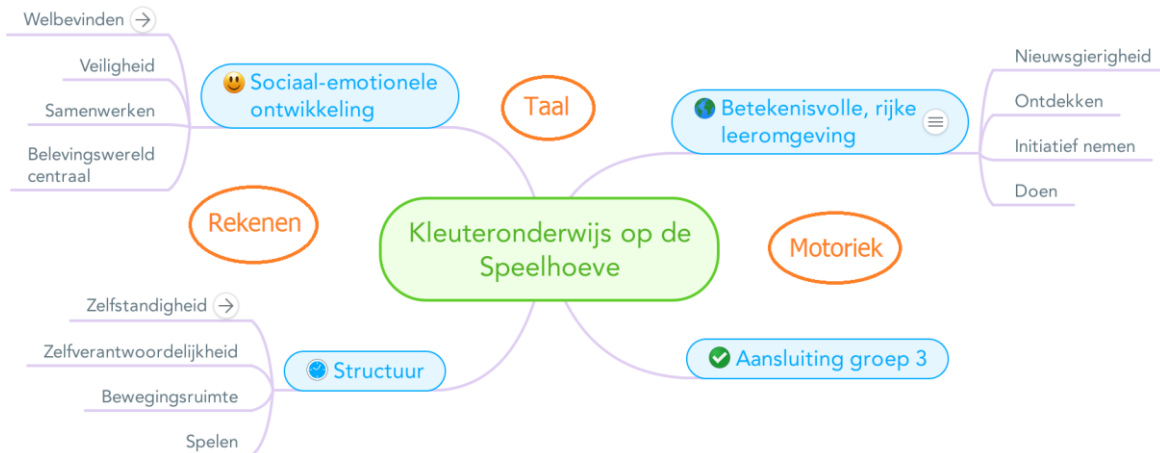 Welbevinden
Veiligheid
Samenwerken
Belevingswereld
centraal
Sociaal-emotionele
ontwikkeling
Taal
Betekenisvolle, rijke
leeromgeving
Nieuwsgierigheid
Ontdekken
Initiatief nemen
Doen
Rekenen
Kleuteronderwijs op de
Speelhoeve
Motoriek
Zelfstandigheid
Zelfverantwoordelijkheid
Bewegingsruimte
Spelen
Structuur
Aansluiting groep 3